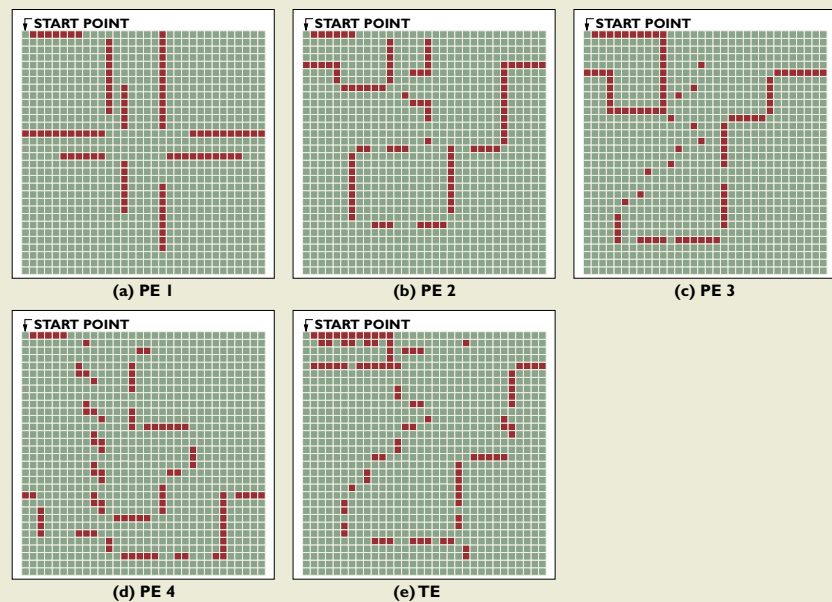 START POINT
START POINT
START POINT
(a) PE 1
(b) PE 2
(c) PE 3
START POINT
START POINT
(d) PE 4
(e) TE